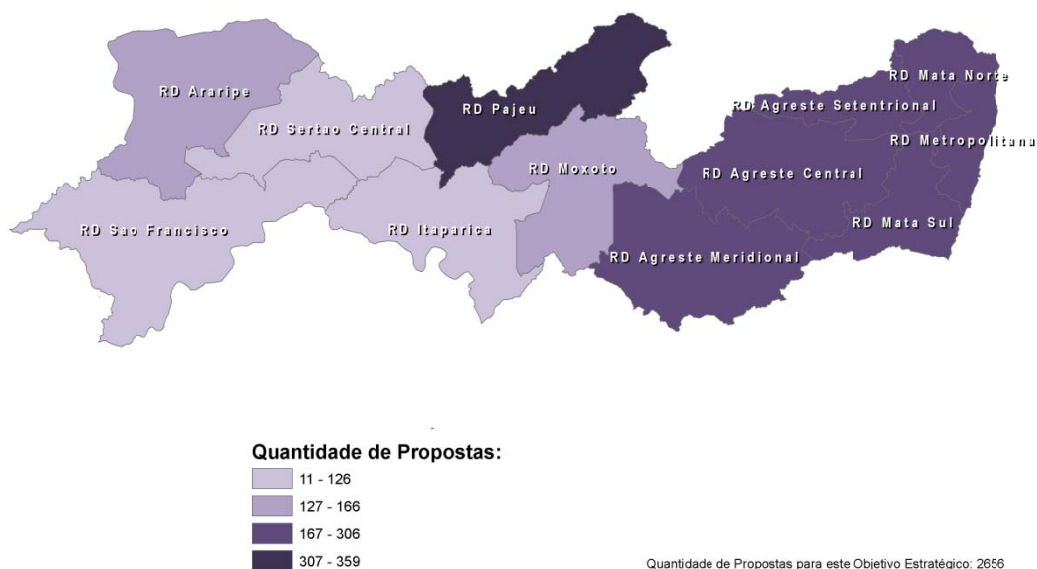 RD Mata Norte
RD Araripe
RD Pajeu
RD Agreste Setentrional
RD Sertao Central
RD Metropolitana
RD Moxoto
RD Agreste Central
RD Sao Francisco
RD Itaparica
RD Mata Sul
RD Agreste Meridional
Quantidade de Propostas:
11 - 126
127 - 166
167 - 306
307 - 359
Quantidade de Propostas para este Objetivo Estratégico: 2656